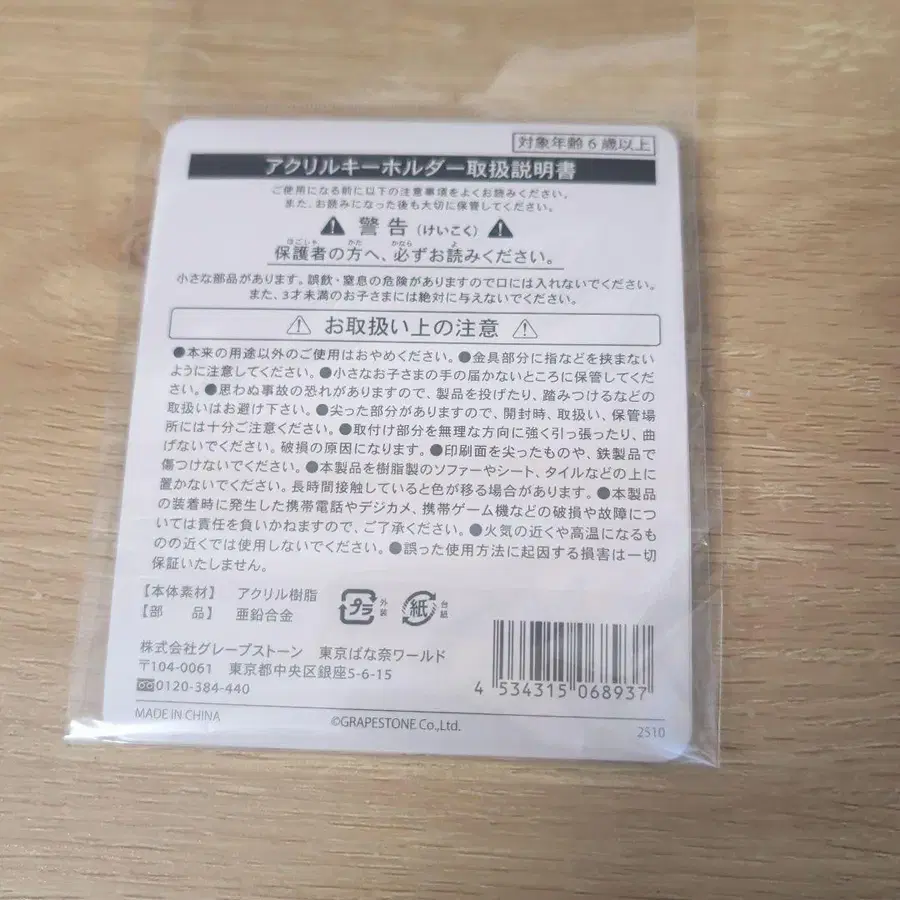 対象年齢6歳以上
アクリルキーホルダー取扱説明書
ご使用になる前に以下の注意事項をよくお読みください。
また、お読みになった後も大切に保管してください。
⚠ 警告(けいこく) ⚠
保護者の方へ、必ずお読みください。
小さな部品があります。誤飲・窒息の危険がありますので口には入れないでください。
また、3才未満のお子さまには絶対に与えないでください。
⚠ お取扱い上の注意 ⚠
●本来の用途以外のご使用はおやめください。●金具部分に指などを挟まない
ように注意してください。●小さなお子さまの手の届かないところに保管してくださ
い。●思わぬ事故の恐れがありますので、製品を投げたり、踏みつけるなどの
取扱いはお避け下さい。●尖った部分がありますので、開封時、取扱い、保管場
所には十分ご注意ください。●取付け部分を無理な方向に強く引っ張ったり、曲
げないでください。破損の原因になります。●印刷面を尖ったものや、鉄製品で
傷つけないでください。●本製品を樹脂製のソファーやシート、タイルなどの上に
置かないでください。長時間接触していると色が移る場合があります。●本製品
の装着時に発生した携帯電話やデジカメ、携帯ゲーム機などの破損や故障につ
いては責任を負いかねますので、ご了承ください。●火気の近くや高温になるも
のの近くでは使用しないでください。●誤った使用方法に起因する損害は一切
保証いたしません。
【本体素材】 アクリル樹脂
【部 品】 亜鉛合金
プラ 外装 紙 台紙
株式会社グレープストーン 東京ばな奈ワールド
〒104-0061 東京都中央区銀座5-6-15
0120-384-440
4 534315 068937
MADE IN CHINA
©GRAPESTONE Co.,Ltd.
2510